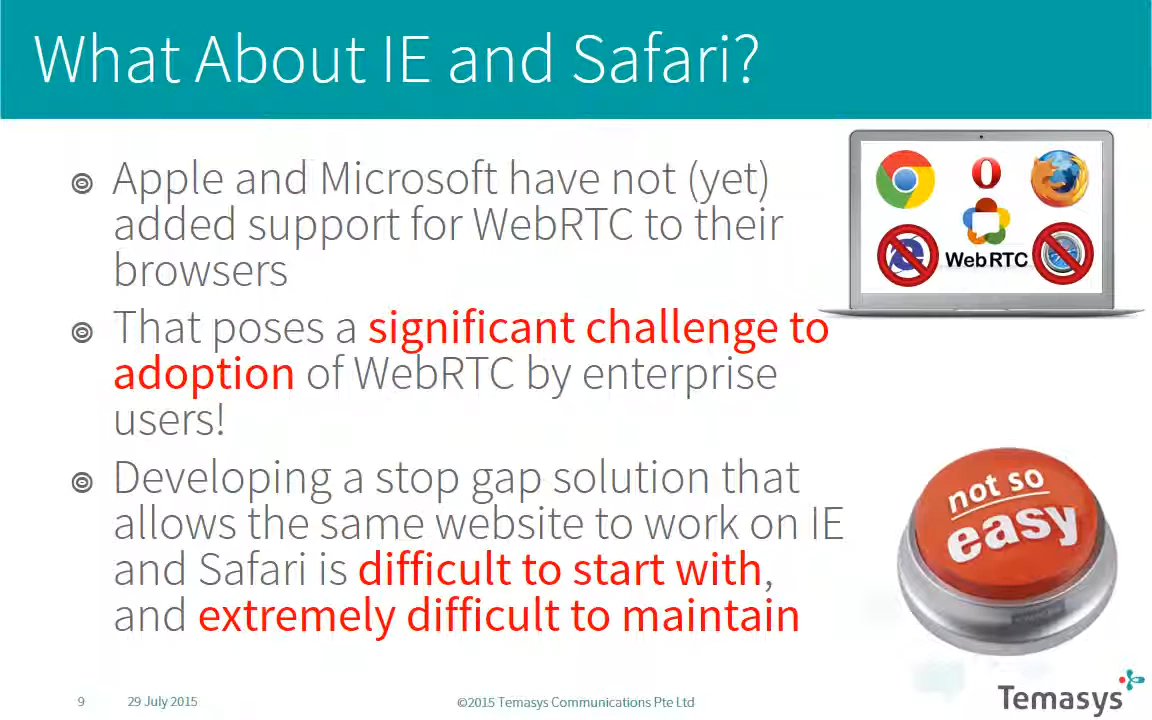 What About IE and Safari?
Apple and Microsoft have not (yet)
added support for WebRTC to their
browsers
That poses a significant challenge to
adoption of WebRTC by enterprise
users!
Developing a stop gap solution that
allows the same website to work on IE
and Safari is difficult to start with,
and extremely difficult to maintain
WebRTC
not so
easy
9
29 July 2015
©2015 Temasys Communications Pte Ltd
Temasys